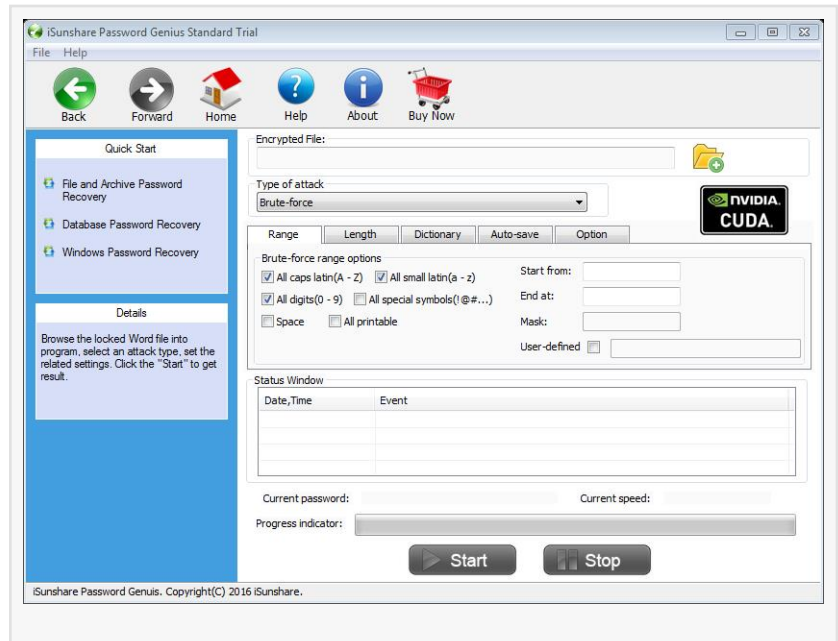 iSunshare Password Genius Standard Trial
File Help
Back Forward Home Help About Buy Now
Quick Start
File and Archive Password
Recovery
Database Password Recovery
Windows Password Recovery
Details
Browse the locked Word file into
program, select an attack type, set the
related settings. Click the "Start" to get
result.
Encrypted File:
Type of attack
Brute-force
NVIDIA.
CUDA.
Range Length Dictionary Auto-save Option
Brute-force range options
All caps latin(A - Z) All small latin(a - z)
All digits(0 - 9) All special symbols(!@#...)
Space All printable
Start from:
End at:
Mask:
User-defined
Status Window
Date,Time Event
Current password: Current speed:
Progress indicator:
Start Stop
iSunshare Password Genuis. Copyright(C) 2016 iSunshare.